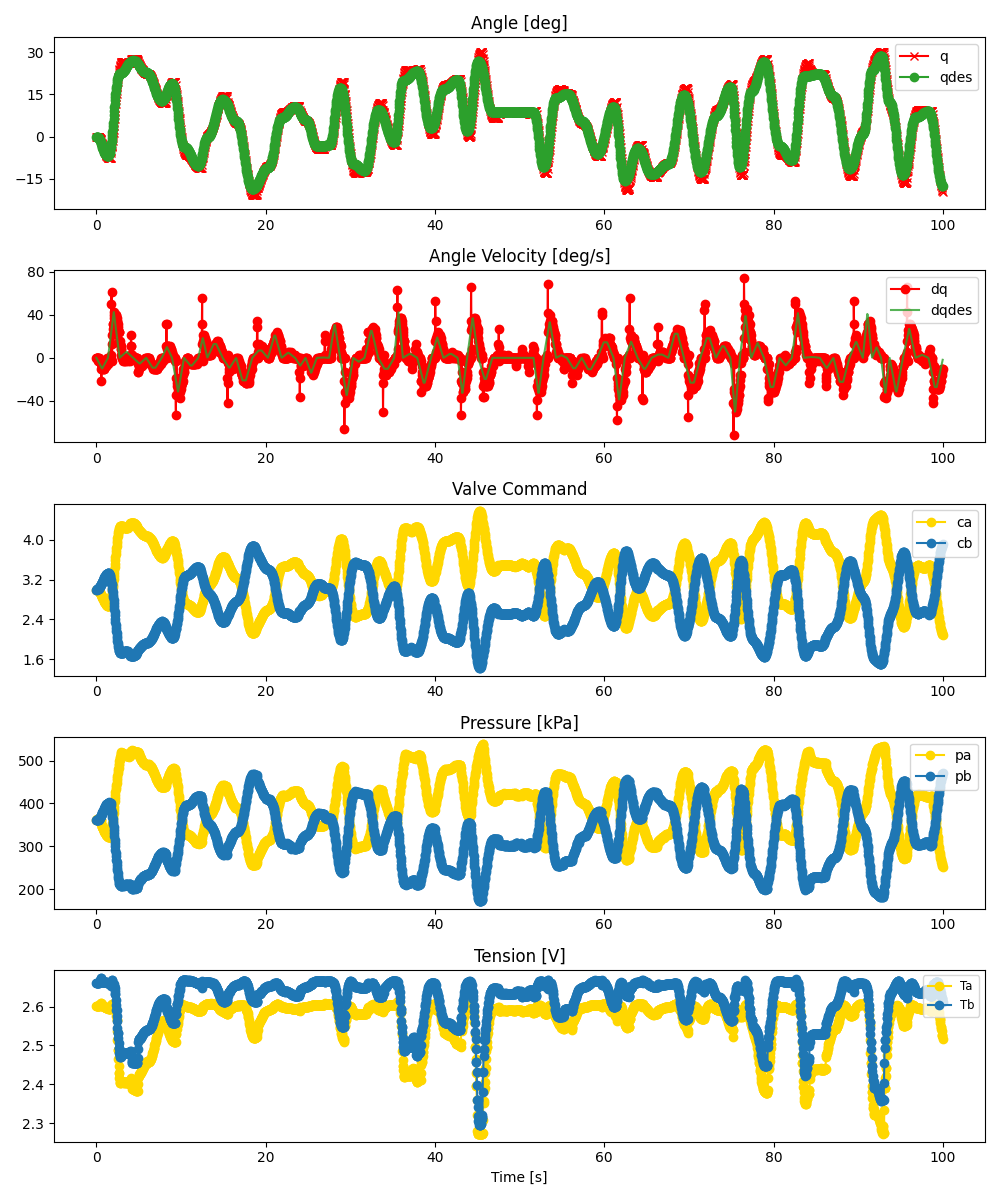 Angle [deg]
30
15
0
−15
q
qdes
0 20 40 60 80 100
Angle Velocity [deg/s]
80
40
0
−40
dq
dqdes
0 20 40 60 80 100
Valve Command
4.0
3.2
2.4
1.6
ca
cb
0 20 40 60 80 100
Pressure [kPa]
500
400
300
200
pa
pb
0 20 40 60 80 100
Tension [V]
2.6
2.5
2.4
2.3
Ta
Tb
0 20 40 60 80 100
Time [s]